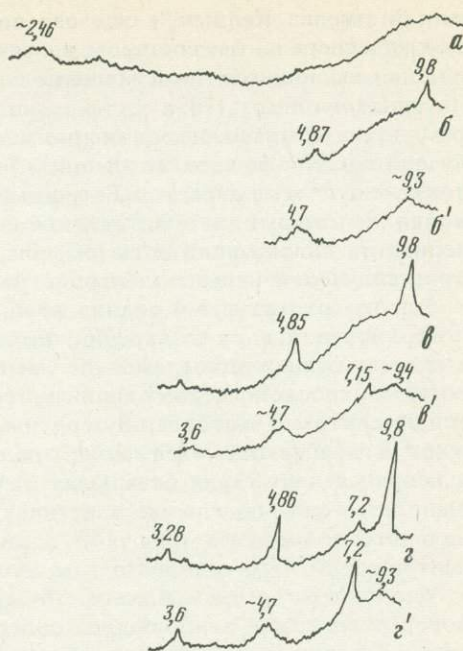 ~2,46
а
9,8
4,87
б
~9,3
4,7
б'
9,8
4,85
в
7,15 ~9,4
3,6 ~4,7
в'
9,8
4,86
3,28 7,2
г
7,2
3,6 ~4,7 ~9,3
г'